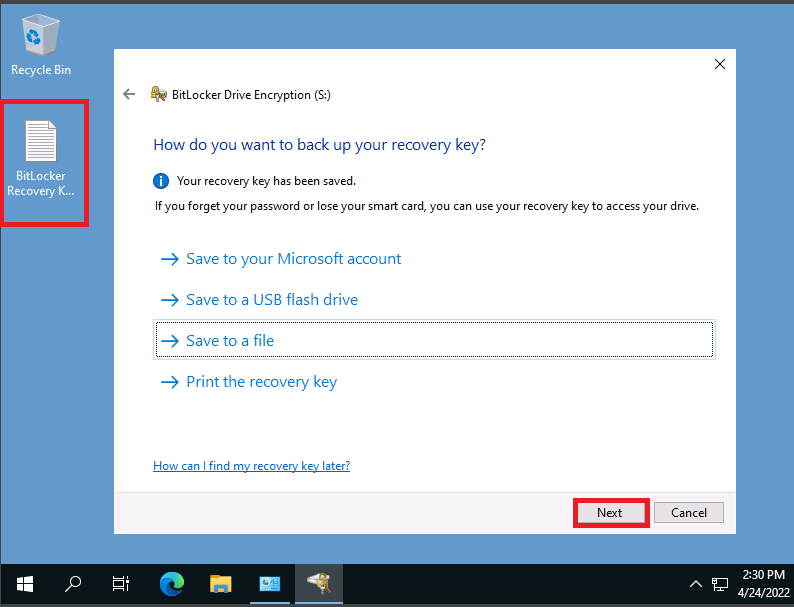 Recycle Bin
BitLocker
Recovery K...
BitLocker Drive Encryption (S:)
How do you want to back up your recovery key?
Your recovery key has been saved.
If you forget your password or lose your smart card, you can use your recovery key to access your drive.
Save to your Microsoft account
Save to a USB flash drive
Save to a file
Print the recovery key
How can I find my recovery key later?
Next
Cancel
2:30 PM
4/24/2022